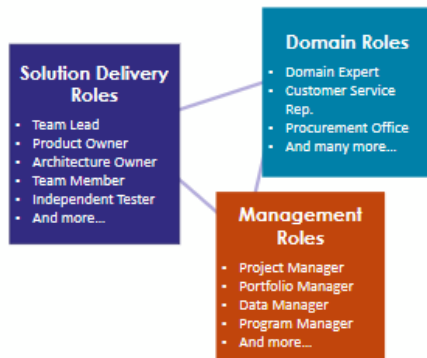 Solution Delivery
Roles
• Team Lead
• Product Owner
• Architecture Owner
• Team Member
• Independent Tester
• And more...
Domain Roles
• Domain Expert
• Customer Service
Rep.
• Procurement Office
• And many more...
Management
Roles
• Project Manager
• Portfolio Manager
• Data Manager
• Program Manager
• And more...